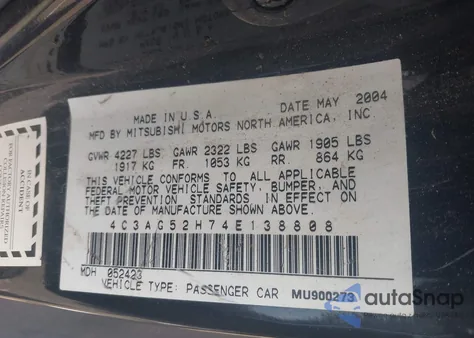 MADE IN U.S.A. DATE MAY 2004
MFD BY MITSUBISHI MOTORS NORTH AMERICA, INC
GVWR 4227 LBS GAWR 2322 LBS GAWR 1905 LBS
1917 KG FR. 1053 KG RR. 864 KG
THIS VEHICLE CONFORMS TO ALL APPLICABLE
FEDERAL MOTOR VEHICLE SAFETY, BUMPER, AND
THEFT PREVENTION STANDARDS IN EFFECT ON
THE DATE OF MANUFACTURE SHOWN ABOVE.
4C3AG52H74E138808
MDH 052423
VEHICLE TYPE: PASSENGER CAR MU900273
autoSnap